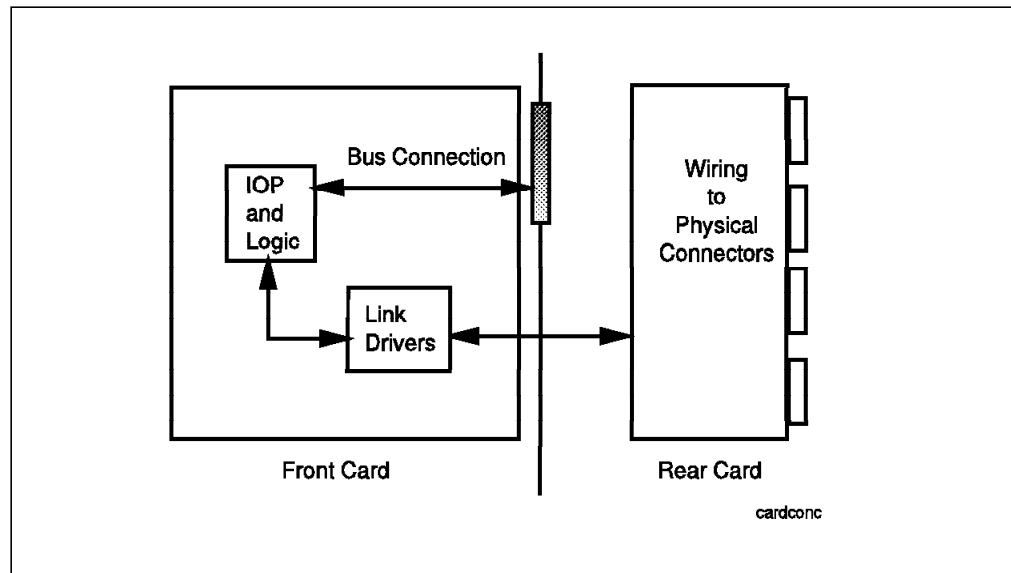 Bus Connection
IOP
and
Logic
Link
Drivers
Wiring
to
Physical
Connectors
Front Card
Rear Card
cardconc